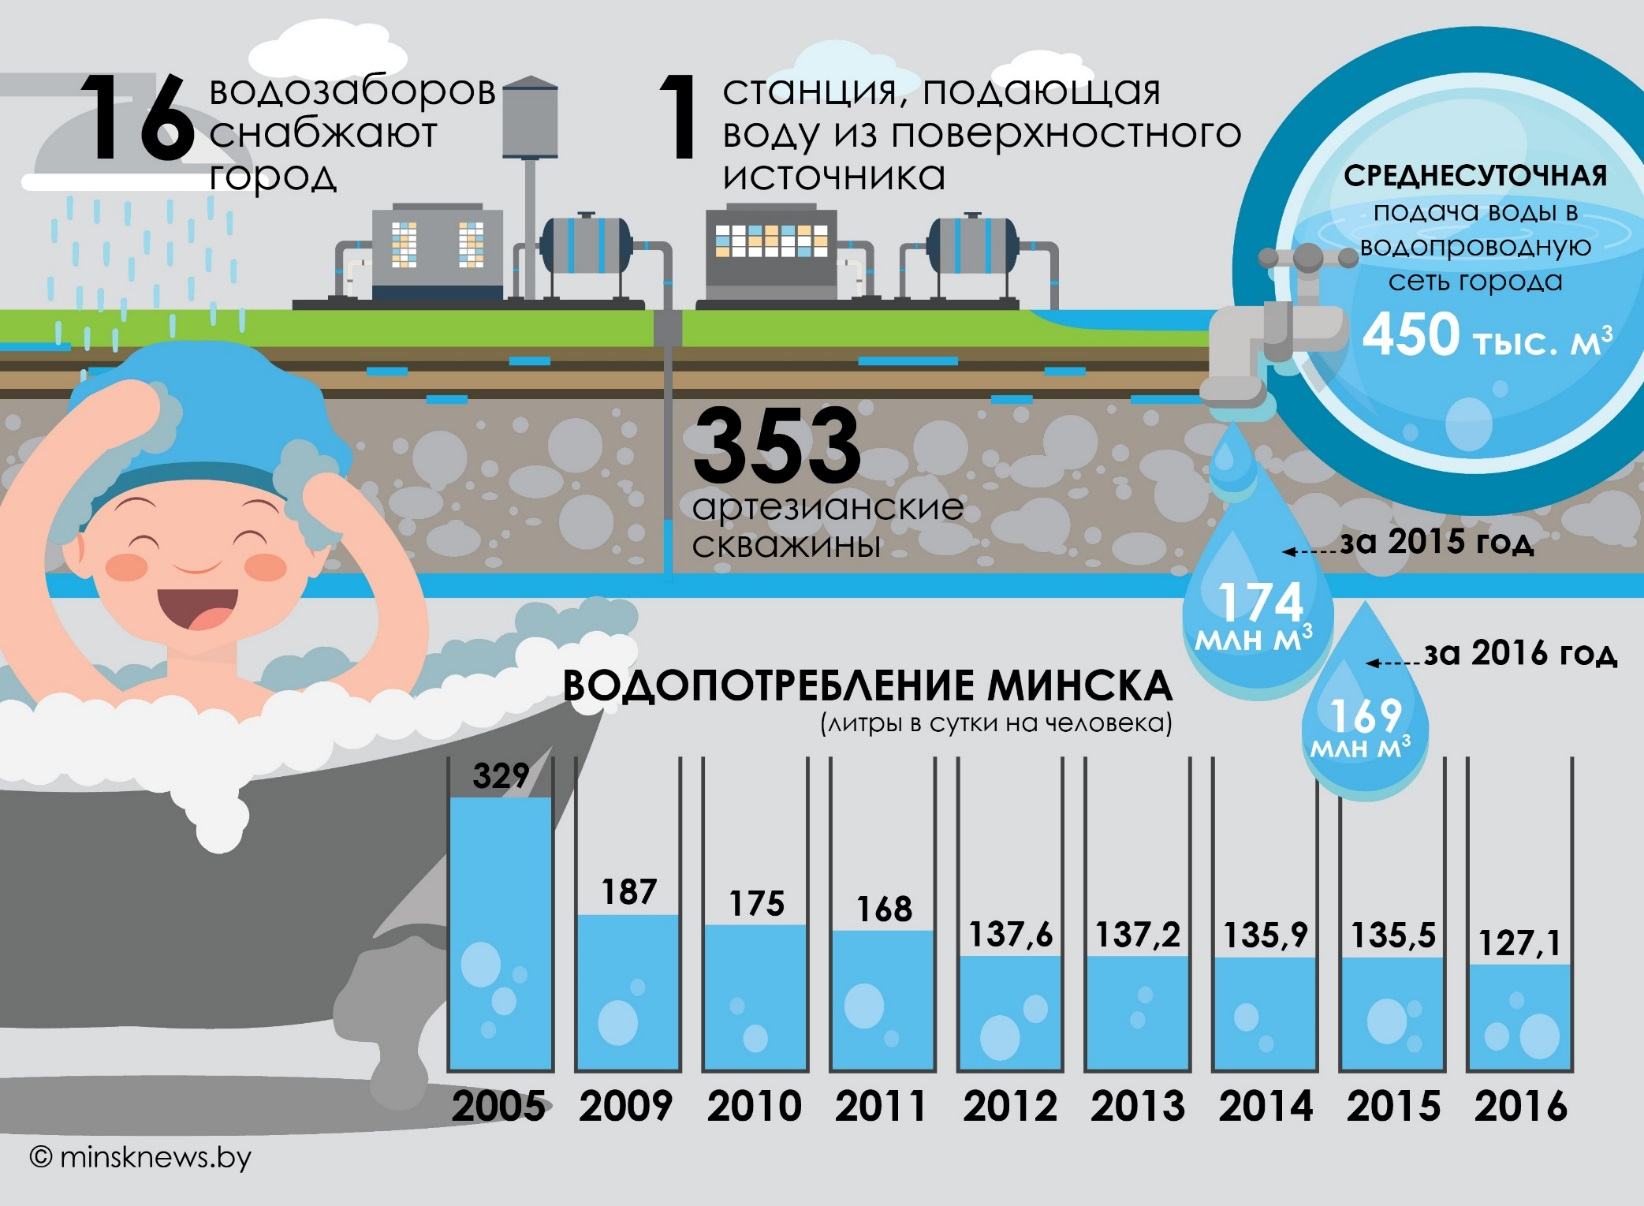 16
водозаборов
снабжают
город
1
станция, подающая
воду из поверхностного
источника
СРЕДНЕСУТОЧНАЯ
подача воды в
водопроводную
сеть города
450 тыс. м³
353
артезианские
скважины
за 2015 год
174
млн м³
за 2016 год
169
млн м³
ВОДОПОТРЕБЛЕНИЕ МИНСКА
(литры в сутки на человека)
329
187
175
168
137,6
137,2
135,9
135,5
127,1
2005 2009 2010 2011 2012 2013 2014 2015 2016
© minsknews.by